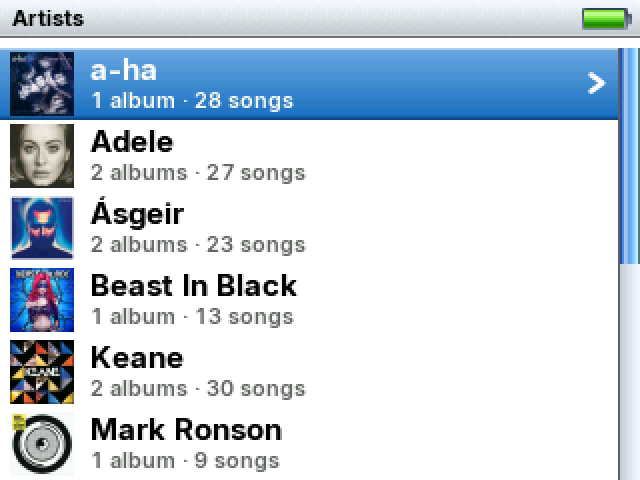 Artists
a-ha
1 album · 28 songs
Adele
2 albums · 27 songs
Ásgeir
2 albums · 23 songs
Beast In Black
1 album · 13 songs
KEANE
Keane
2 albums · 30 songs
Mark Ronson
1 album · 9 songs